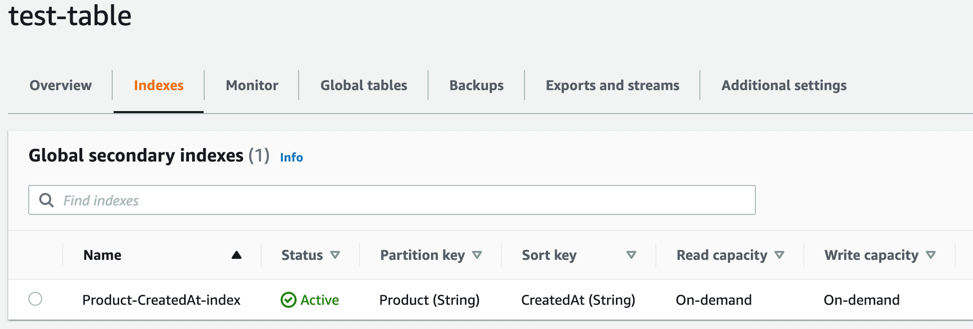 test-table
Overview Indexes Monitor Global tables Backups Exports and streams Additional settings
Global secondary indexes (1) Info
Find indexes
Name Status Partition key Sort key Read capacity Write capacity
Product-CreatedAt-index Active Product (String) CreatedAt (String) On-demand On-demand